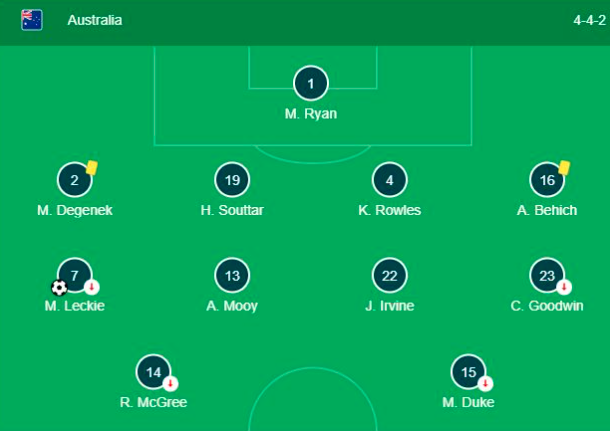 Australia 4-4-2
1
M. Ryan
2 19 4 16
M. Degenek H. Souttar K. Rowles A. Behich
7 13 22 23
M. Leckie A. Mooy J. Irvine C. Goodwin
14 15
R. McGree M. Duke